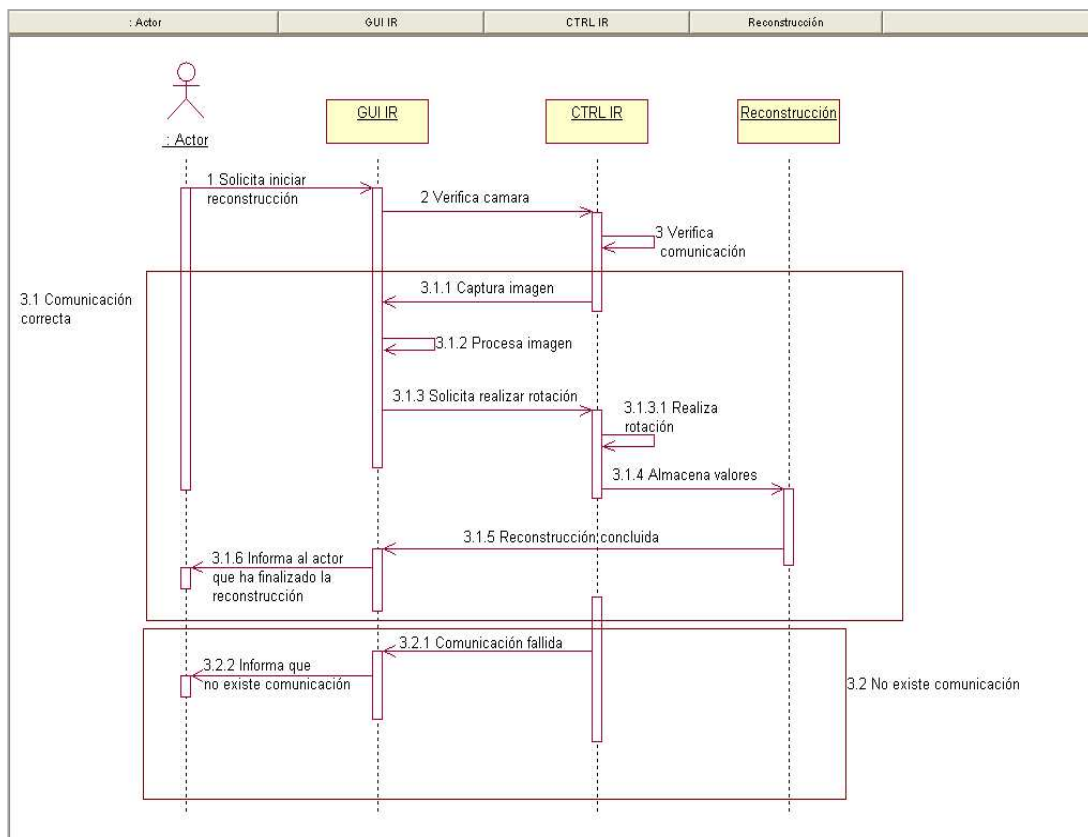 : Actor
GUI IR
CTRL IR
Reconstrucción
GUI IR
CTRL IR
Reconstrucción
: Actor
1 Solicita iniciar
reconstrucción
2 Verifica camara
3 Verifica
comunicación
3.1 Comunicación
correcta
3.1.1 Captura imagen
3.1.2 Procesa imagen
3.1.3 Solicita realizar rotación
3.1.3.1 Realiza
rotación
3.1.4 Almacena valores
3.1.5 Reconstrucción concluida
3.1.6 Informa al actor
que ha finalizado la
reconstrucción
3.2.1 Comunicación fallida
3.2.2 Informa que
no existe comunicación
3.2 No existe comunicación